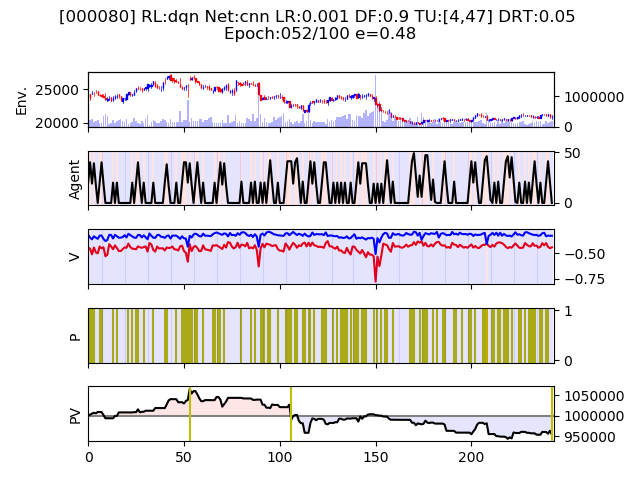 [000080] RL:dqn Net:cnn LR:0.001 DF:0.9 TU:[4,47] DRT:0.05
Epoch:052/100 e=0.48
Env.
25000
20000
1000000
0
Agent
50
0
V
−0.50
−0.75
P
1
0
PV
1050000
1000000
950000
0 50 100 150 200